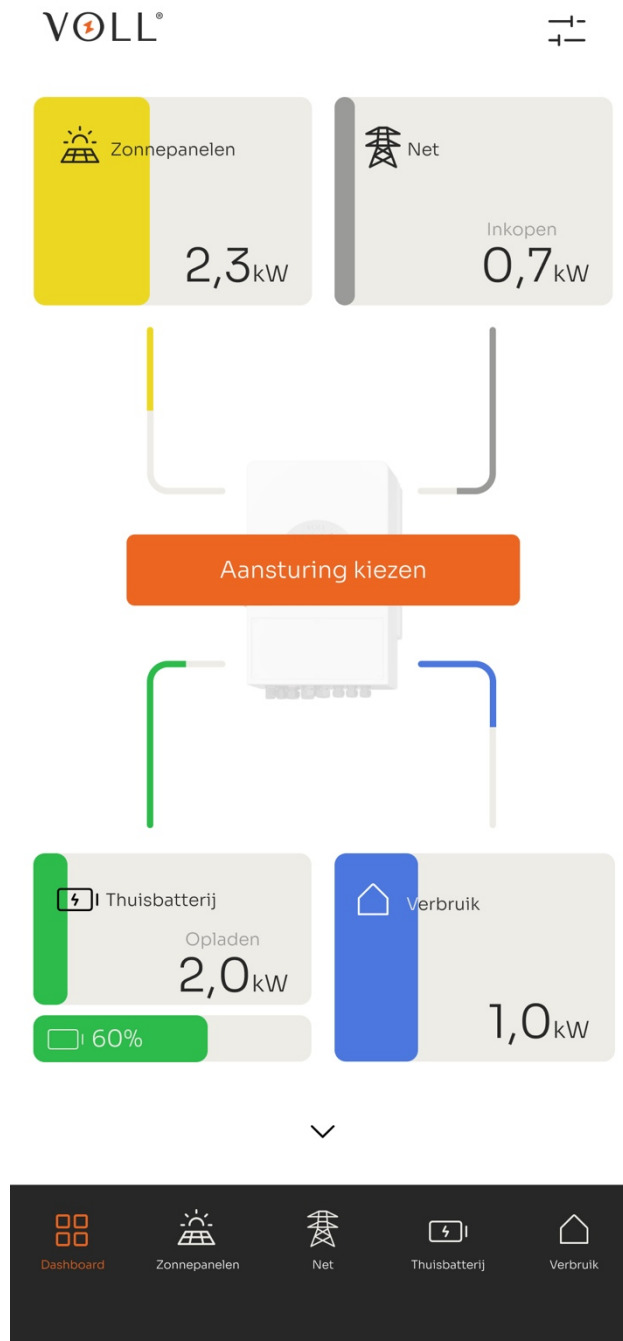 VOLL®
Zonnepanelen
2,3kW
Net
Inkopen
0,7kW
Aansturing kiezen
Thuisbatterij
Opladen
2,0kW
60%
Verbruik
1,0kW
Dashboard
Zonnepanelen
Net
Thuisbatterij
Verbruik